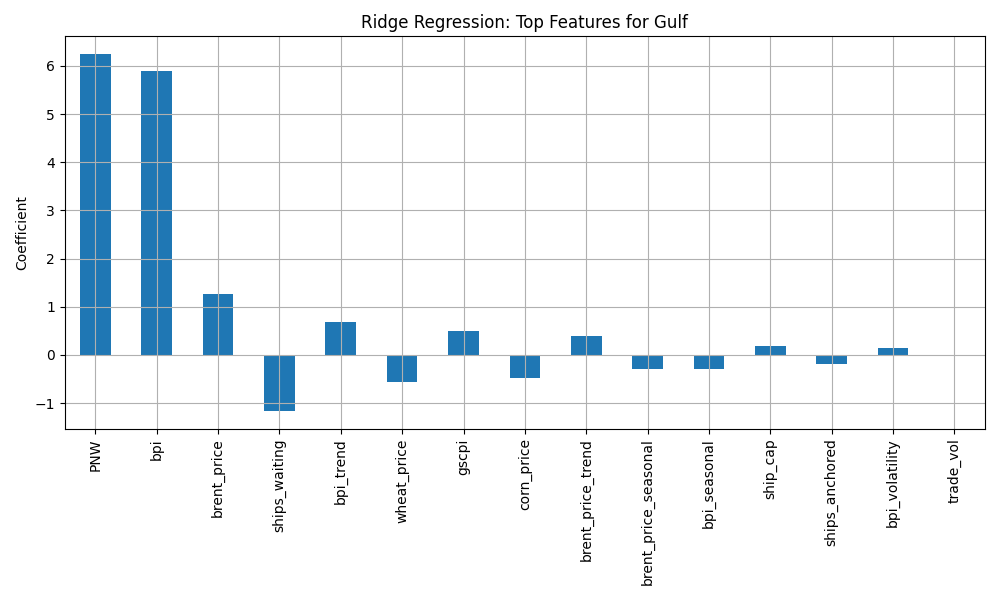 Ridge Regression: Top Features for Gulf
Coefficient
6
5
4
3
2
1
0
−1
PNW
bpi
brent_price
ships_waiting
bpi_trend
wheat_price
gscpi
corn_price
brent_price_trend
brent_price_seasonal
bpi_seasonal
ship_cap
ships_anchored
bpi_volatility
trade_vol